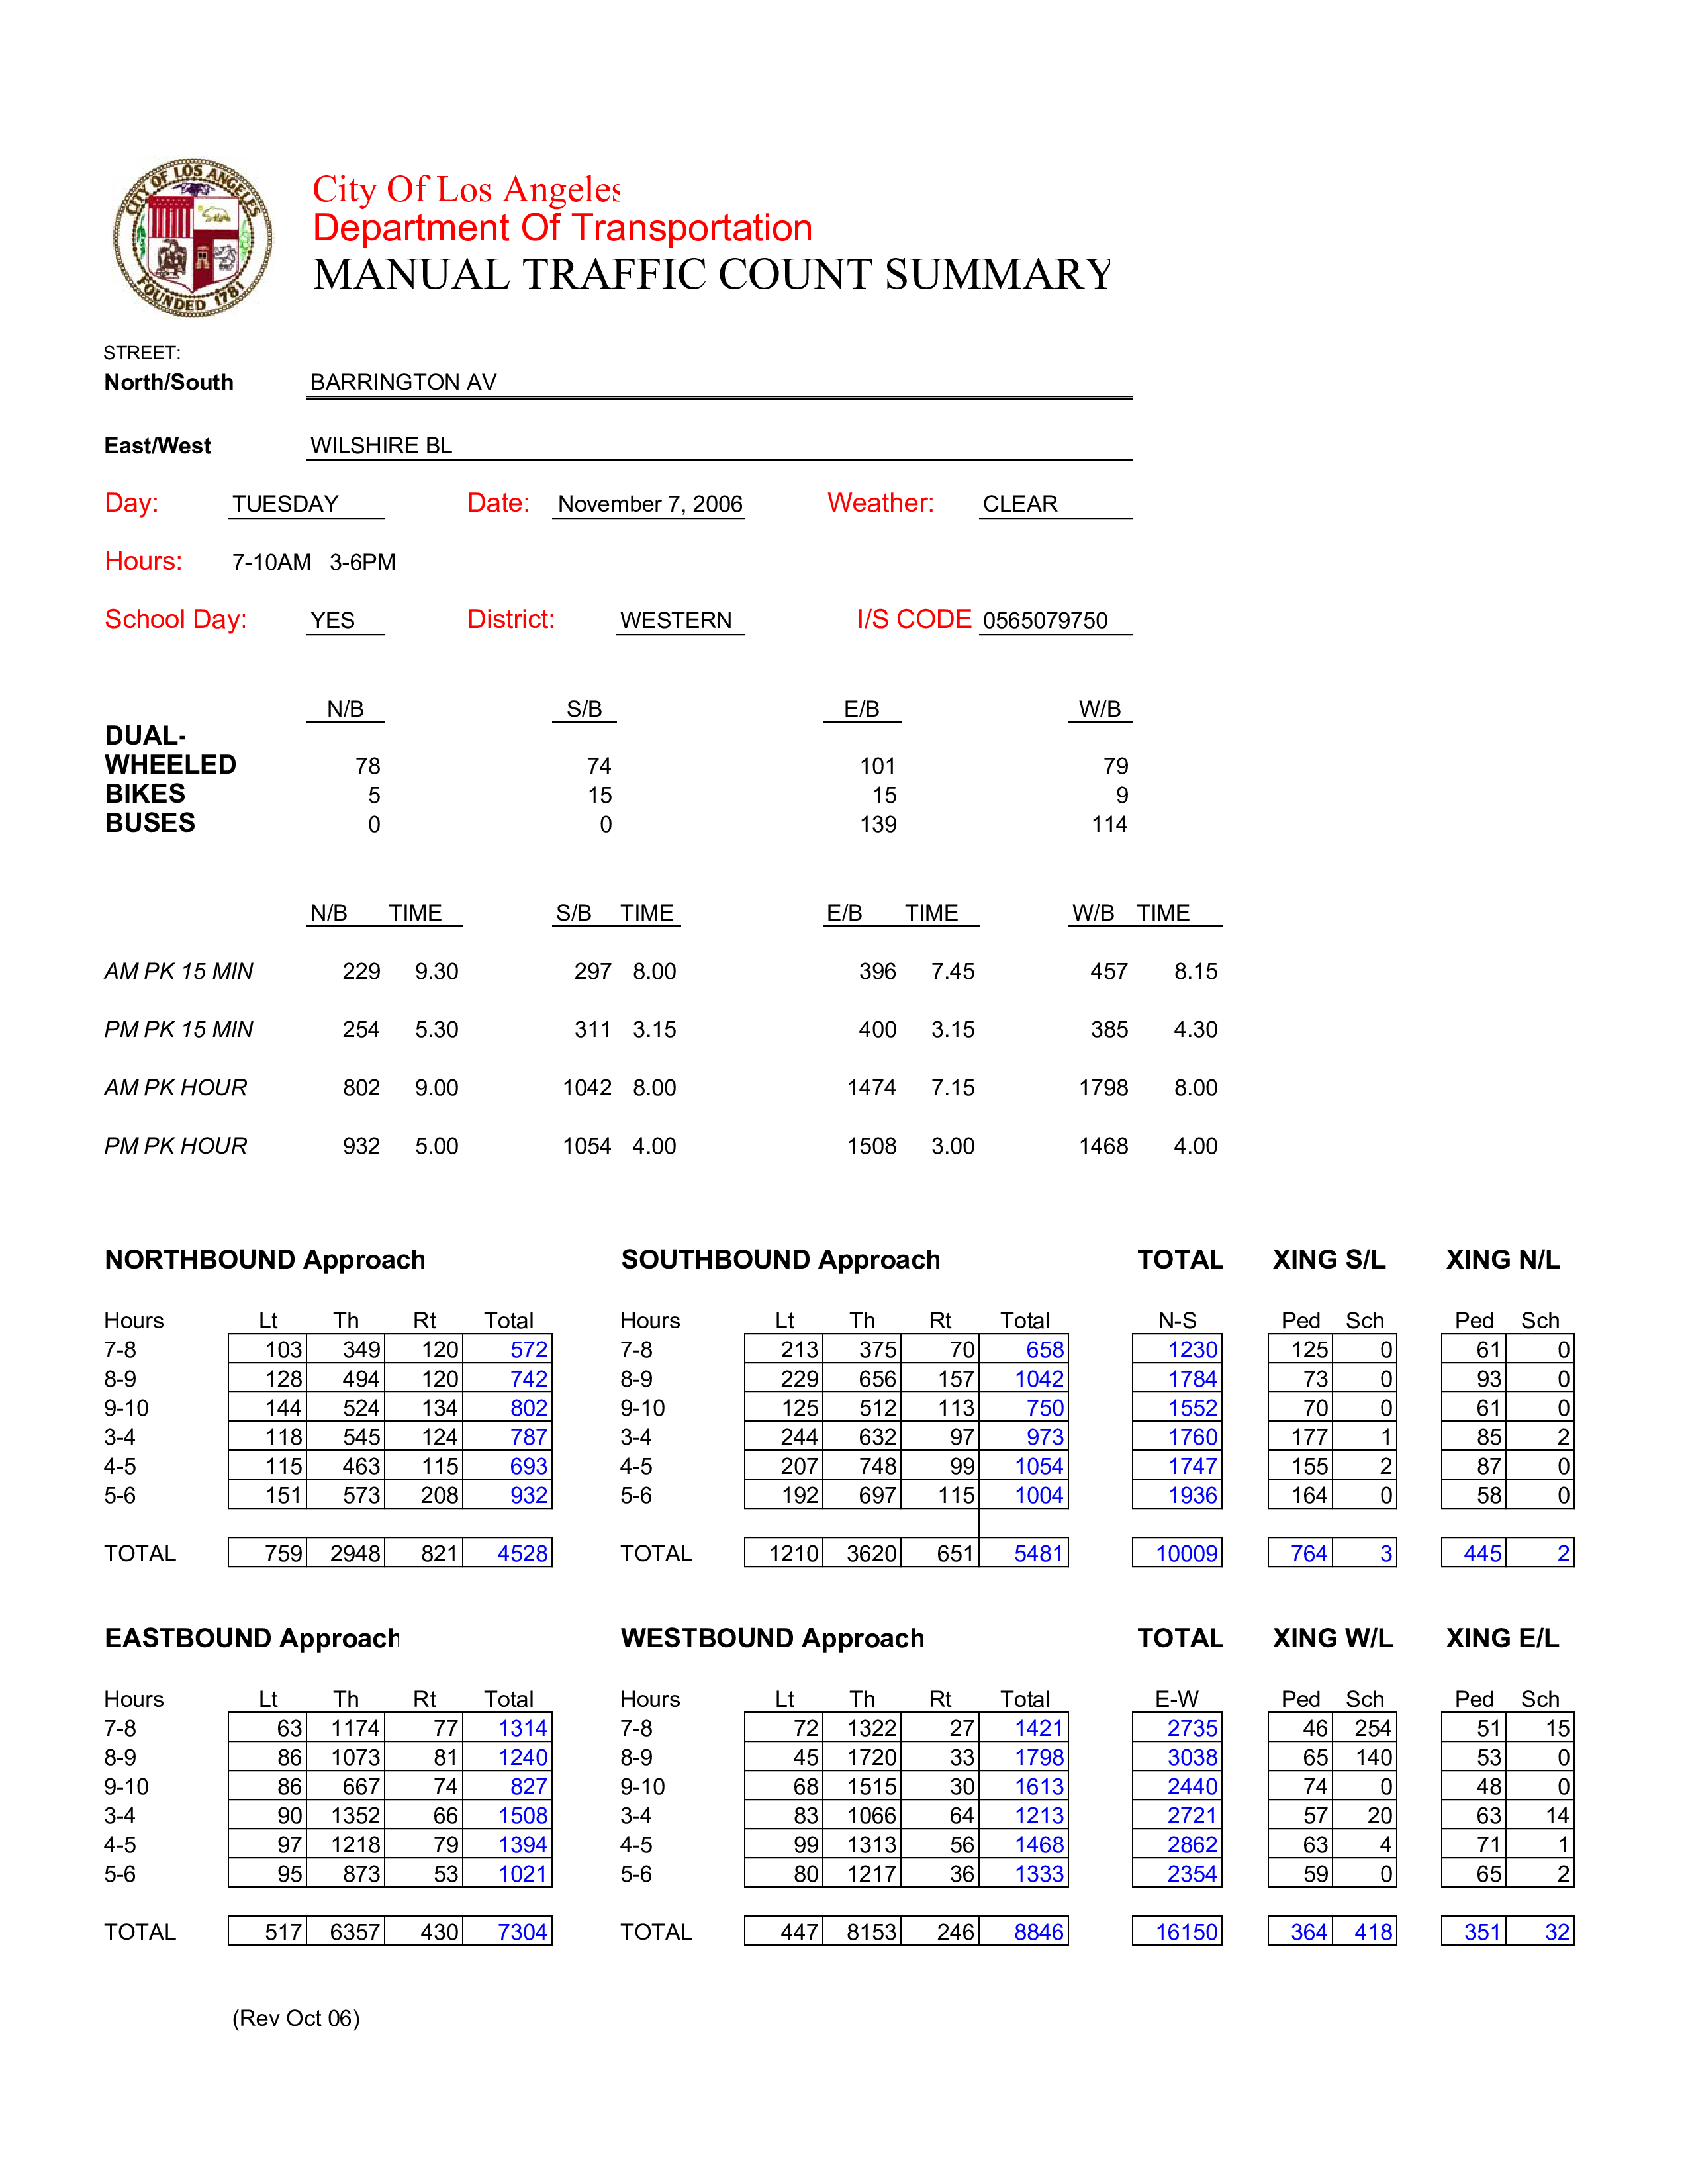 CITY OF LOS ANGELES
FOUNDED 1781
City Of Los Angeles
Department Of Transportation
MANUAL TRAFFIC COUNT SUMMARY
STREET:
North/South BARRINGTON AV
East/West WILSHIRE BL
Day: TUESDAY Date: November 7, 2006 Weather: CLEAR
Hours: 7-10AM 3-6PM
School Day: YES District: WESTERN I/S CODE 0565079750
N/B S/B E/B W/B
DUAL-
WHEELED 78 74 101 79
BIKES 5 15 15 9
BUSES 0 0 139 114
N/B TIME S/B TIME E/B TIME W/B TIME
AM PK 15 MIN 229 9.30 297 8.00 396 7.45 457 8.15
PM PK 15 MIN 254 5.30 311 3.15 400 3.15 385 4.30
AM PK HOUR 802 9.00 1042 8.00 1474 7.15 1798 8.00
PM PK HOUR 932 5.00 1054 4.00 1508 3.00 1468 4.00
NORTHBOUND Approach SOUTHBOUND Approach TOTAL XING S/L XING N/L
Hours Lt Th Rt Total Hours Lt Th Rt Total N-S Ped Sch Ped Sch
7-8 103 349 120 572 7-8 213 375 70 658 1230 125 0 61 0
8-9 128 494 120 742 8-9 229 656 157 1042 1784 73 0 93 0
9-10 144 524 134 802 9-10 125 512 113 750 1552 70 0 61 0
3-4 118 545 124 787 3-4 244 632 97 973 1760 177 1 85 2
4-5 115 463 115 693 4-5 207 748 99 1054 1747 155 2 87 0
5-6 151 573 208 932 5-6 192 697 115 1004 1936 164 0 58 0
TOTAL 759 2948 821 4528 TOTAL 1210 3620 651 5481 10009 764 3 445 2
EASTBOUND Approach WESTBOUND Approach TOTAL XING W/L XING E/L
Hours Lt Th Rt Total Hours Lt Th Rt Total E-W Ped Sch Ped Sch
7-8 63 1174 77 1314 7-8 72 1322 27 1421 2735 46 254 51 15
8-9 86 1073 81 1240 8-9 45 1720 33 1798 3038 65 140 53 0
9-10 86 667 74 827 9-10 68 1515 30 1613 2440 74 0 48 0
3-4 90 1352 66 1508 3-4 83 1066 64 1213 2721 57 20 63 14
4-5 97 1218 79 1394 4-5 99 1313 56 1468 2862 63 4 71 1
5-6 95 873 53 1021 5-6 80 1217 36 1333 2354 59 0 65 2
TOTAL 517 6357 430 7304 TOTAL 447 8153 246 8846 16150 364 418 351 32
(Rev Oct 06)